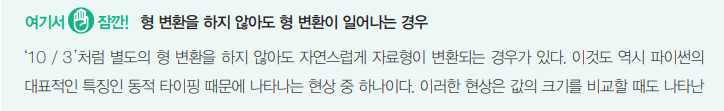 여기서 잠깐! 형 변환을 하지 않아도 형 변환이 일어나는 경우
‘10 / 3’처럼 별도의 형 변환을 하지 않아도 자연스럽게 자료형이 변환되는 경우가 있다. 이것도 역시 파이썬의
대표적인 특징인 동적 타이핑 때문에 나타나는 현상 중 하나이다. 이러한 현상은 값의 크기를 비교할 때도 나타난